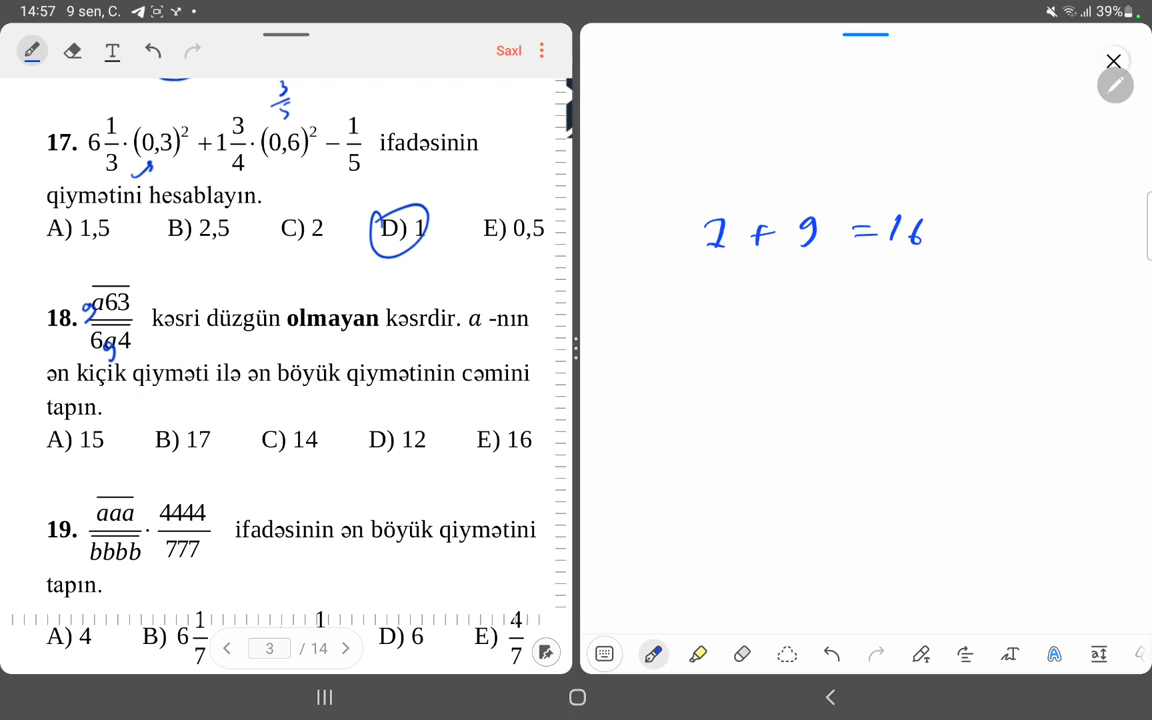 14:57 9 sen, C. 39%
Saxl
3/5
17. 6 1/3 · (0,3)² + 1 3/4 · (0,6)² − 1/5 ifadəsinin
qiymətini hesablayın.
A) 1,5 B) 2,5 C) 2 D) 1 E) 0,5
18. a63/6a4 kəsri düzgün olmayan kəsrdir. a -nın
ən kiçik qiyməti ilə ən böyük qiymətinin cəmini
tapın.
A) 15 B) 17 C) 14 D) 12 E) 16
19. aaa/bbbb · 4444/777 ifadəsinin ən böyük qiymətini
tapın.
A) 4 B) 6 1/7 1 D) 6 E) 4/7
3 / 14
7 + 9 = 16